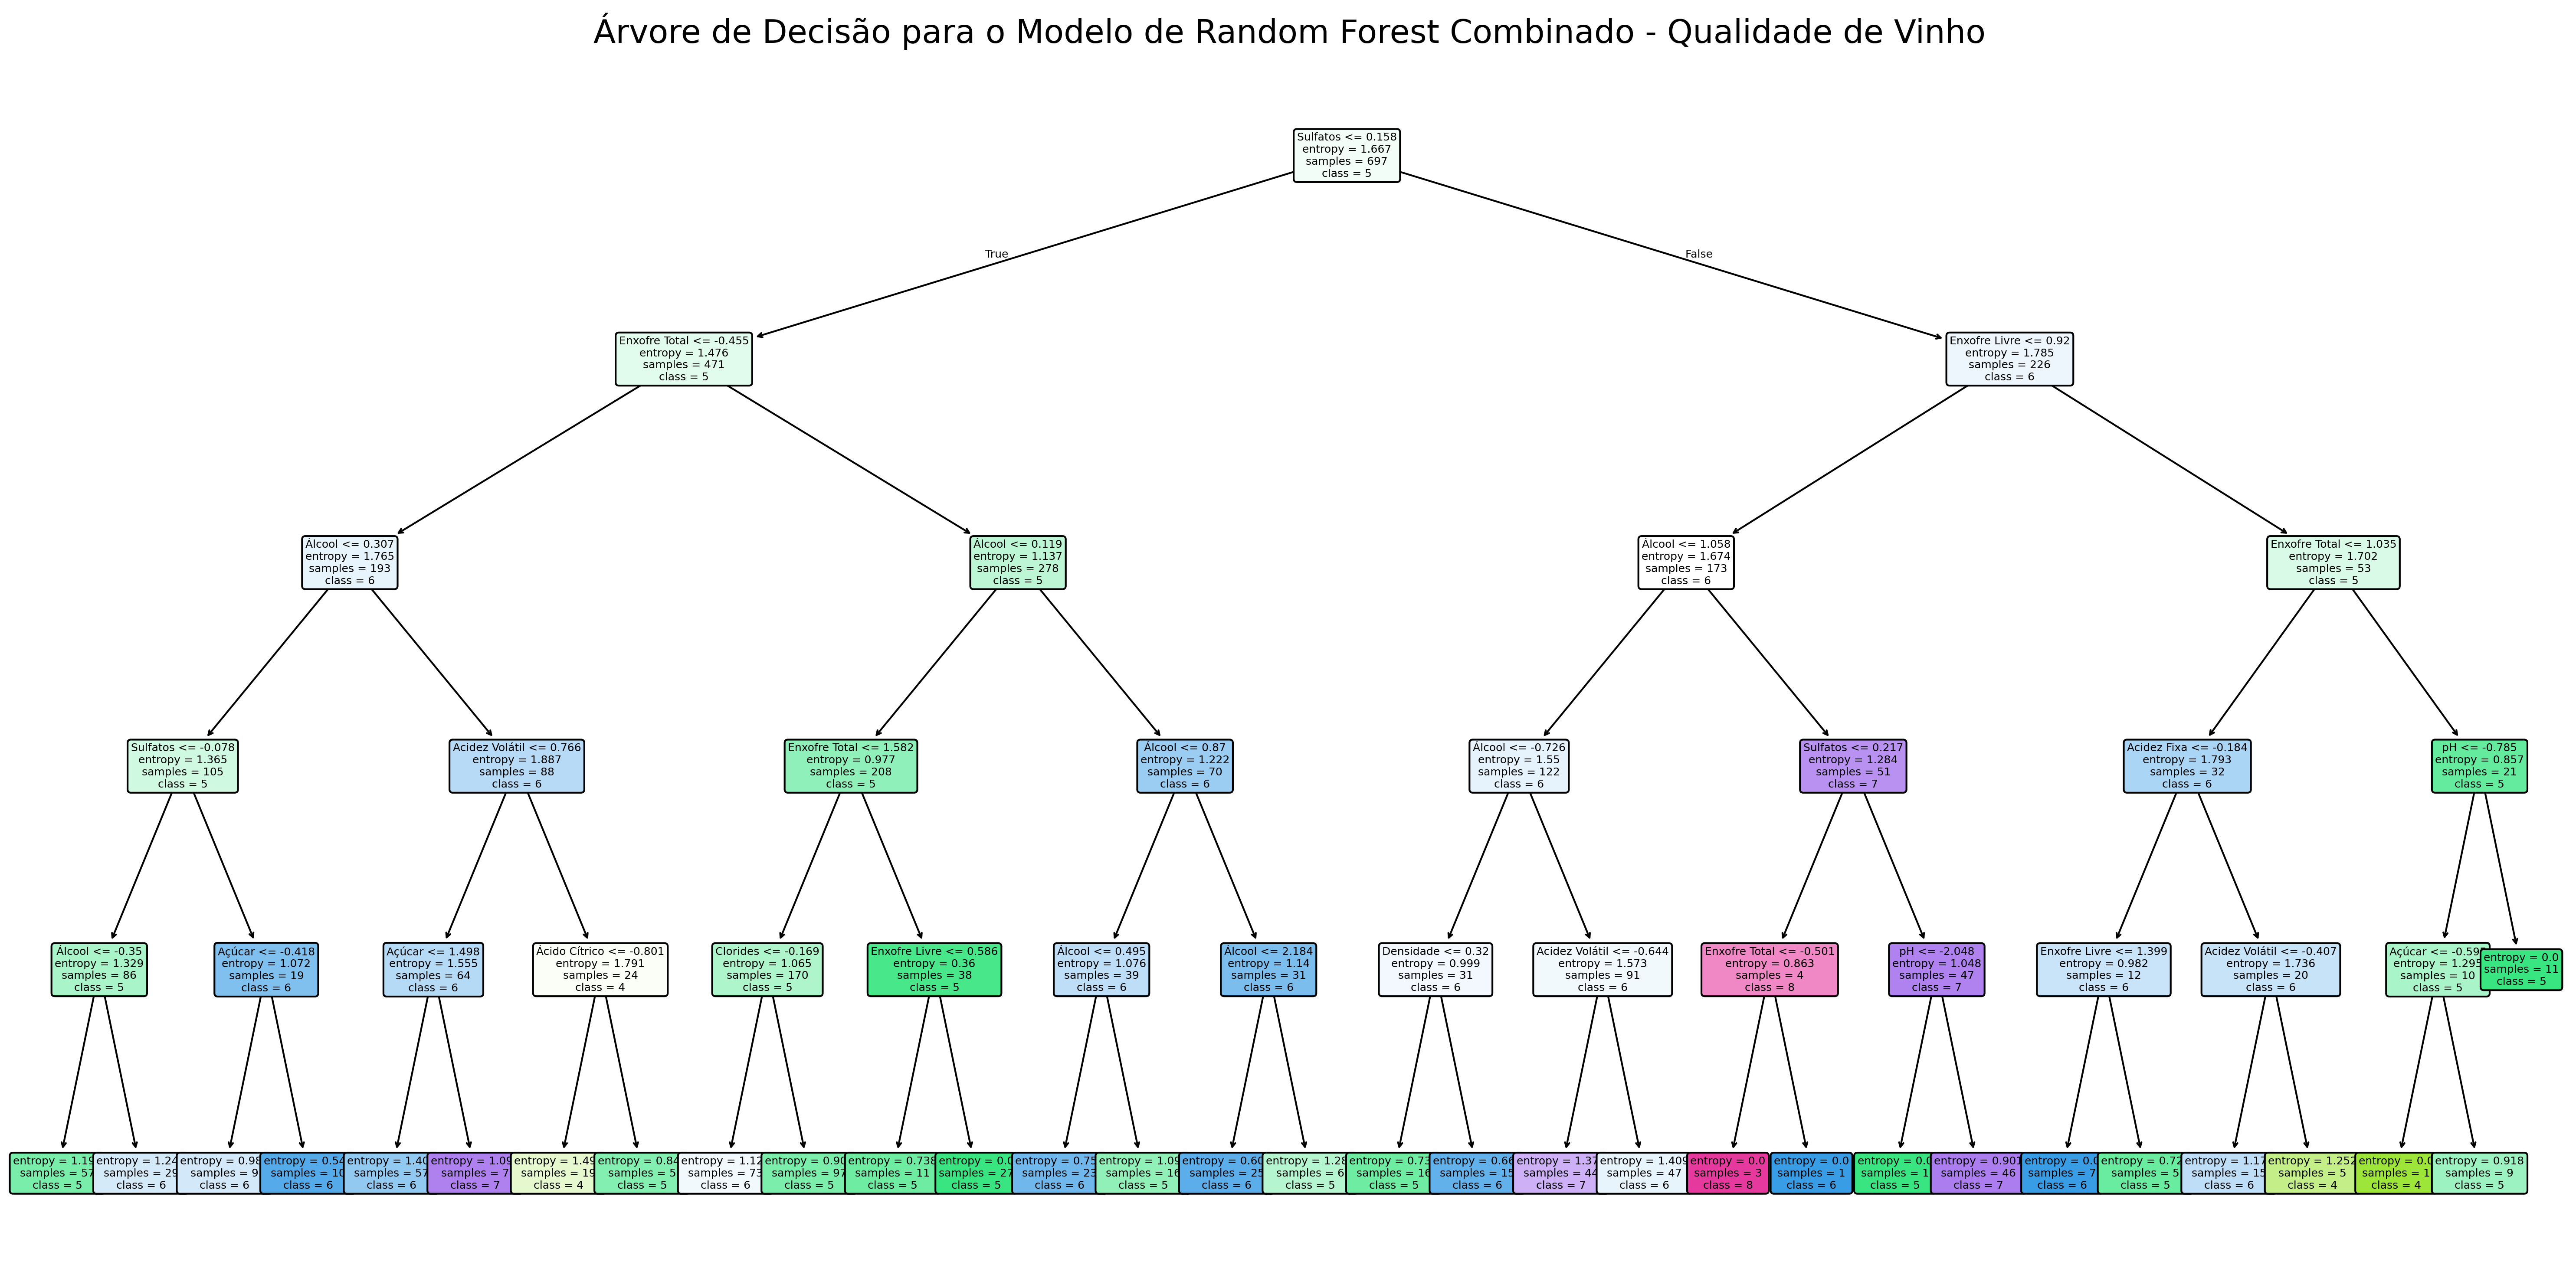 Árvore de Decisão para o Modelo de Random Forest Combinado - Qualidade de Vinho
Sulfatos <= 0.158
entropy = 1.667
samples = 697
class = 5
True
False
Enxofre Total <= -0.455
entropy = 1.476
samples = 471
class = 5
Enxofre Livre <= 0.92
entropy = 1.785
samples = 226
class = 6
Álcool <= 0.307
entropy = 1.765
samples = 193
class = 6
Álcool <= 0.119
entropy = 1.137
samples = 278
class = 5
Álcool <= 1.058
entropy = 1.674
samples = 173
class = 6
Enxofre Total <= 1.035
entropy = 1.702
samples = 53
class = 5
Sulfatos <= -0.078
entropy = 1.365
samples = 105
class = 5
Acidez Volátil <= 0.766
entropy = 1.887
samples = 88
class = 6
Enxofre Total <= 1.582
entropy = 0.977
samples = 208
class = 5
Álcool <= 0.87
entropy = 1.222
samples = 70
class = 6
Álcool <= -0.726
entropy = 1.55
samples = 122
class = 6
Sulfatos <= 0.217
entropy = 1.284
samples = 51
class = 7
Acidez Fixa <= -0.184
entropy = 1.793
samples = 32
class = 6
pH <= -0.785
entropy = 0.857
samples = 21
class = 5
Álcool <= -0.35
entropy = 1.329
samples = 86
class = 5
Açúcar <= -0.418
entropy = 1.072
samples = 19
class = 6
Açúcar <= 1.498
entropy = 1.555
samples = 64
class = 6
Ácido Cítrico <= -0.801
entropy = 1.791
samples = 24
class = 4
Clorides <= -0.169
entropy = 1.065
samples = 170
class = 5
Enxofre Livre <= 0.586
entropy = 0.36
samples = 38
class = 5
Álcool <= 0.495
entropy = 1.076
samples = 39
class = 6
Álcool <= 2.184
entropy = 1.14
samples = 31
class = 6
Densidade <= 0.32
entropy = 0.999
samples = 31
class = 6
Acidez Volátil <= -0.644
entropy = 1.573
samples = 91
class = 6
Enxofre Total <= -0.501
entropy = 0.863
samples = 4
class = 8
pH <= -2.048
entropy = 1.048
samples = 47
class = 7
Enxofre Livre <= 1.399
entropy = 0.982
samples = 12
class = 6
Acidez Volátil <= -0.407
entropy = 1.736
samples = 20
class = 6
Açúcar <=
entropy =
samples = 10
class = 5
entropy = 0.0
samples = 11
class = 5
entropy = 1.19
samples = 57
class = 5
entropy = 1.24
samples = 29
class = 6
entropy = 0.9
samples = 9
class = 6
entropy = 0.54
samples = 10
class = 6
entropy = 1.40
samples = 57
class = 6
entropy = 1.09
samples = 7
class = 7
entropy = 1.49
samples = 19
class = 4
entropy = 0.84
samples = 5
class = 5
entropy = 1.12
samples = 73
class = 6
entropy = 0.90
samples = 97
class = 5
entropy = 0.738
samples = 11
class = 5
entropy = 0.0
samples = 27
class = 5
entropy = 0.75
samples = 23
class = 6
entropy = 1.09
samples = 16
class = 5
entropy = 0.60
samples = 25
class = 6
entropy = 1.28
samples = 6
class = 5
entropy = 0.73
samples = 16
class = 5
entropy = 0.66
samples = 15
class = 6
entropy = 1.37
samples = 44
class = 7
entropy = 1.409
samples = 47
class = 6
entropy = 0.0
samples = 3
class = 8
entropy = 0.0
samples = 1
class = 6
entropy = 0.0
samples = 1
class = 5
entropy = 0.901
samples = 46
class = 7
entropy = 0.0
samples = 7
class = 6
entropy = 0.72
samples = 5
class = 5
entropy = 1.17
samples = 15
class = 6
entropy = 1.252
samples = 5
class = 4
entropy = 0.0
samples = 1
class = 4
entropy = 0.918
samples = 9
class = 5